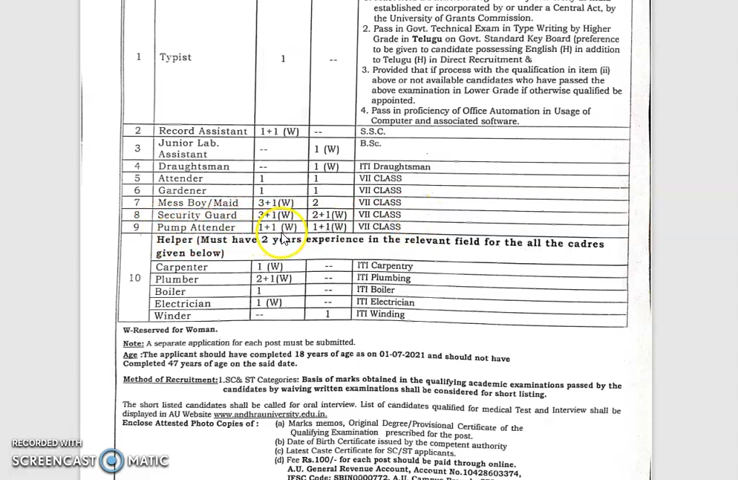 established or incorporated by or under a Central Act, by
the University of Grants Commission.
2. Pass in Govt. Technical Exam in Type Writing by Higher
Grade in Telugu on Govt. Standard Key Board (preference
to be given to candidate possessing English (H) in addition
to Telugu (H) in Direct Recruitment &
1 Typist 1 --
3. Provided that if process with the qualification in item (ii)
above or not available candidates who have passed the
above examination in Lower Grade if otherwise qualified be
appointed.
4. Pass in proficiency of Office Automation in Usage of
Computer and associated software.
2 Record Assistant 1+1 (W) -- S.S.C.
3 Junior Lab. Assistant -- 1 (W) B.Sc.
4 Draughtsman -- 1 (W) ITI Draughtsman
5 Attender 1 1 VII CLASS
6 Gardener 1 1 VII CLASS
7 Mess Boy/Maid 3+1(W) 2 VII CLASS
8 Security Guard 3+1(W) 2+1(W) VII CLASS
9 Pump Attender 1+1 (W) 1+1(W) VII CLASS
Helper (Must have 2 years experience in the relevant field for the all the cadres
given below)
10
Carpenter 1 (W) -- ITI Carpentry
Plumber 2+1(W) -- ITI Plumbing
Boiler 1 -- ITI Boiler
Electrician 1 (W) -- ITI Electrician
Winder -- 1 ITI Winding
W-Reserved for Woman.
Note: A separate application for each post must be submitted.
Age :The applicant should have completed 18 years of age as on 01-07-2021 and should not have
Completed 47 years of age on the said date.
Method of Recruitment:1.SC& ST Categories: Basis of marks obtained in the qualifying academic examinations passed by the
candidates by waiving written examinations shall be considered for short listing.
The short listed candidates shall be called for oral interview. List of candidates qualified for medical Test and Interview shall be
displayed in AU Website www.andhrauniversity.edu.in.
Enclose Attested Photo Copies of : (a) Marks memos, Original Degree/Provisional Certificate of the
Qualifying Examination prescribed for the post.
(b) Date of Birth Certificate issued by the competent authority
(c) Latest Caste Certificate for SC/ST applicants.
(d) Fee Rs.100/- for each post should be paid through online.
A.U. General Revenue Account, Account No.10428603374,
IFSC Code: SBIN0000772, A.U. Campus
RECORDED WITH
SCREENCAST MATIC